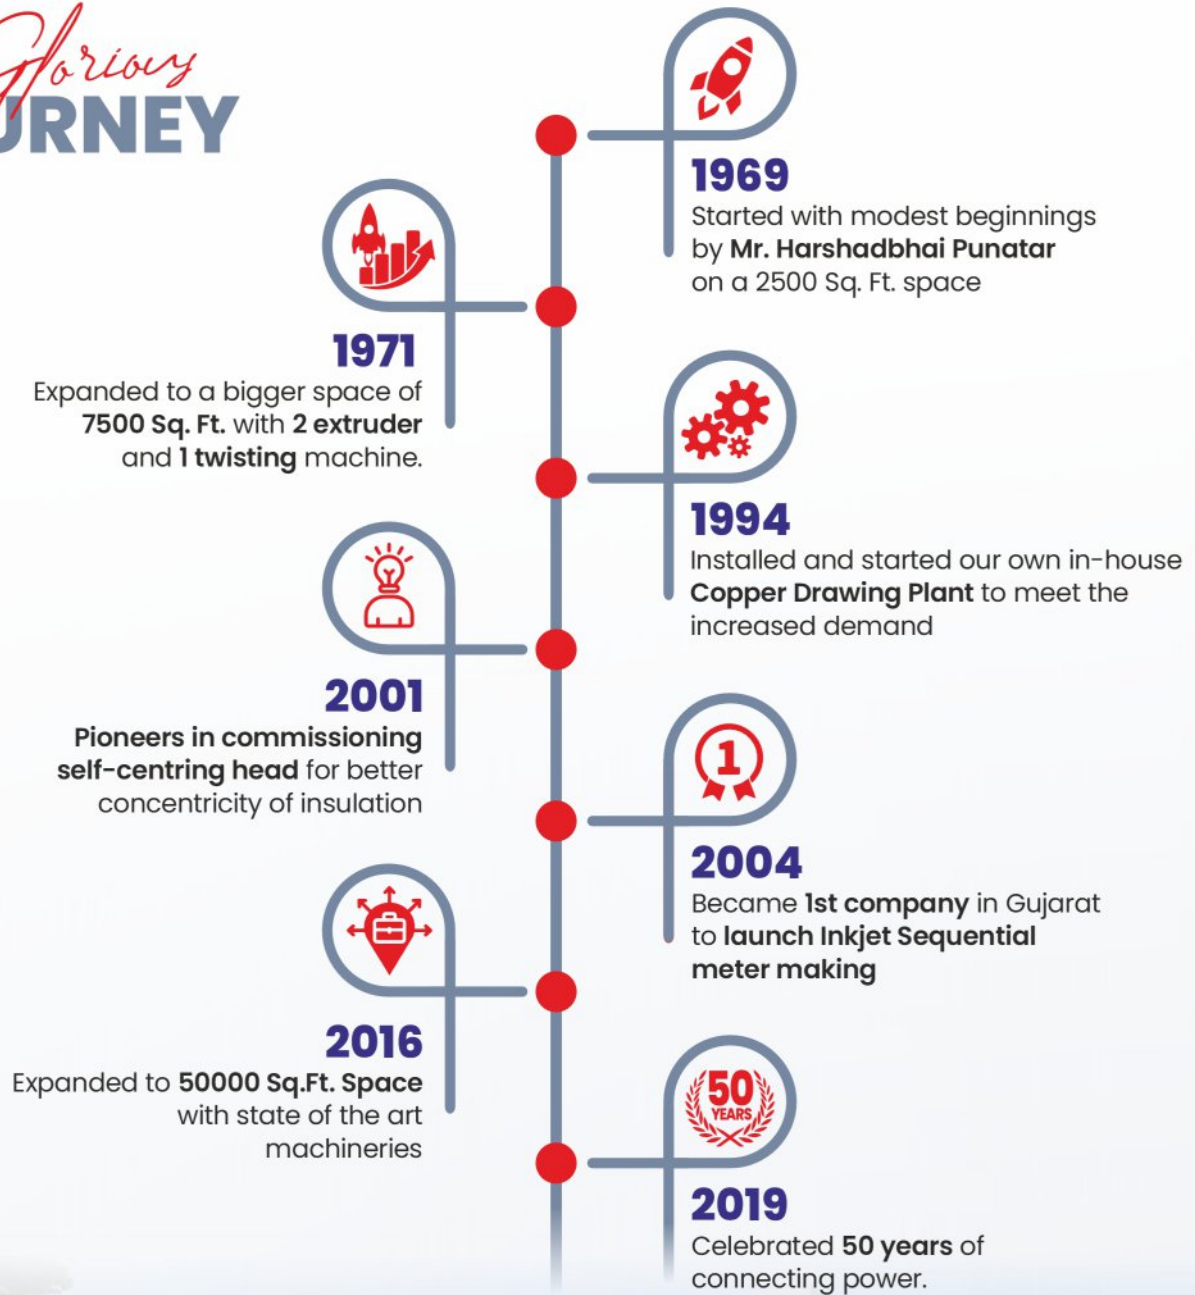 Glorious
URNEY
1969
Started with modest beginnings
by Mr. Harshadbhai Punatar
on a 2500 Sq. Ft. space
1971
Expanded to a bigger space of
7500 Sq. Ft. with 2 extruder
and 1 twisting machine.
1994
Installed and started our own in-house
Copper Drawing Plant to meet the
increased demand
2001
Pioneers in commissioning
self-centring head for better
concentricity of insulation
1
2004
Became 1st company in Gujarat
to launch Inkjet Sequential
meter making
2016
Expanded to 50000 Sq.Ft. Space
with state of the art
machineries
50
YEARS
2019
Celebrated 50 years of
connecting power.